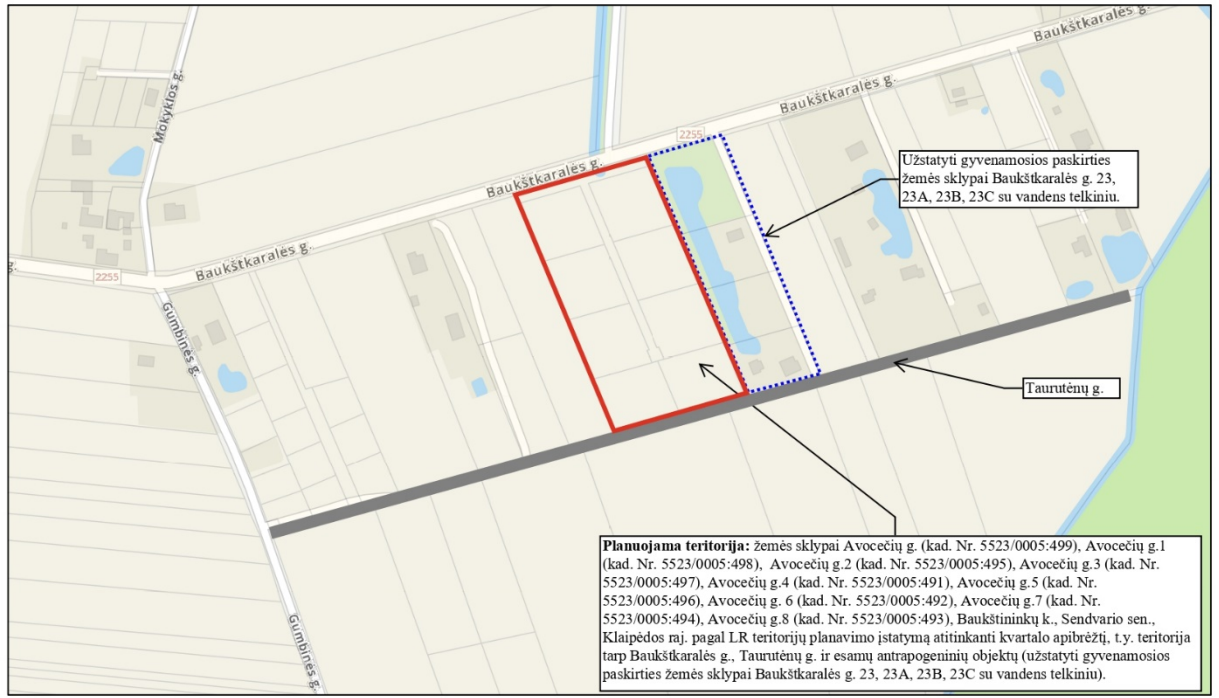 Baukštkaralės g.
Mokyklos g.
Baukštkaralės g.
2255
Užstatyti gyvenamosios paskirties
žemės sklypai Baukštkaralės g. 23,
23A, 23B, 23C su vandens telkiniu.
Baukštkaralės g.
Baukštkaralės g.
g.
2255
Gumbinės g.
Taurutėnų g.
Planuojama teritorija: žemės sklypai Avocečių g. (kad. Nr. 5523/0005:499), Avocečių g.1
(kad. Nr. 5523/0005:498), Avocečių g.2 (kad. Nr. 5523/0005:495), Avocečių g.3 (kad. Nr.
5523/0005:497), Avocečių g.4 (kad. Nr. 5523/0005:491), Avocečių g.5 (kad. Nr.
5523/0005:496), Avocečių g. 6 (kad. Nr. 5523/0005:492), Avocečių g.7 (kad. Nr.
5523/0005:494), Avocečių g.8 (kad. Nr. 5523/0005:493), Baukštininkų k., Sendvario sen.,
Klaipėdos raj. pagal LR teritorijų planavimo įstatymą atitinkanti kvartalo apibrėžtį, t.y. teritorija
tarp Baukštkaralės g., Taurutėnų g. ir esamų antrapogeninių objektų (užstatyti gyvenamosios
paskirties žemės sklypai Baukštkaralės g. 23, 23A, 23B, 23C su vandens telkiniu).
Gumbinės g.